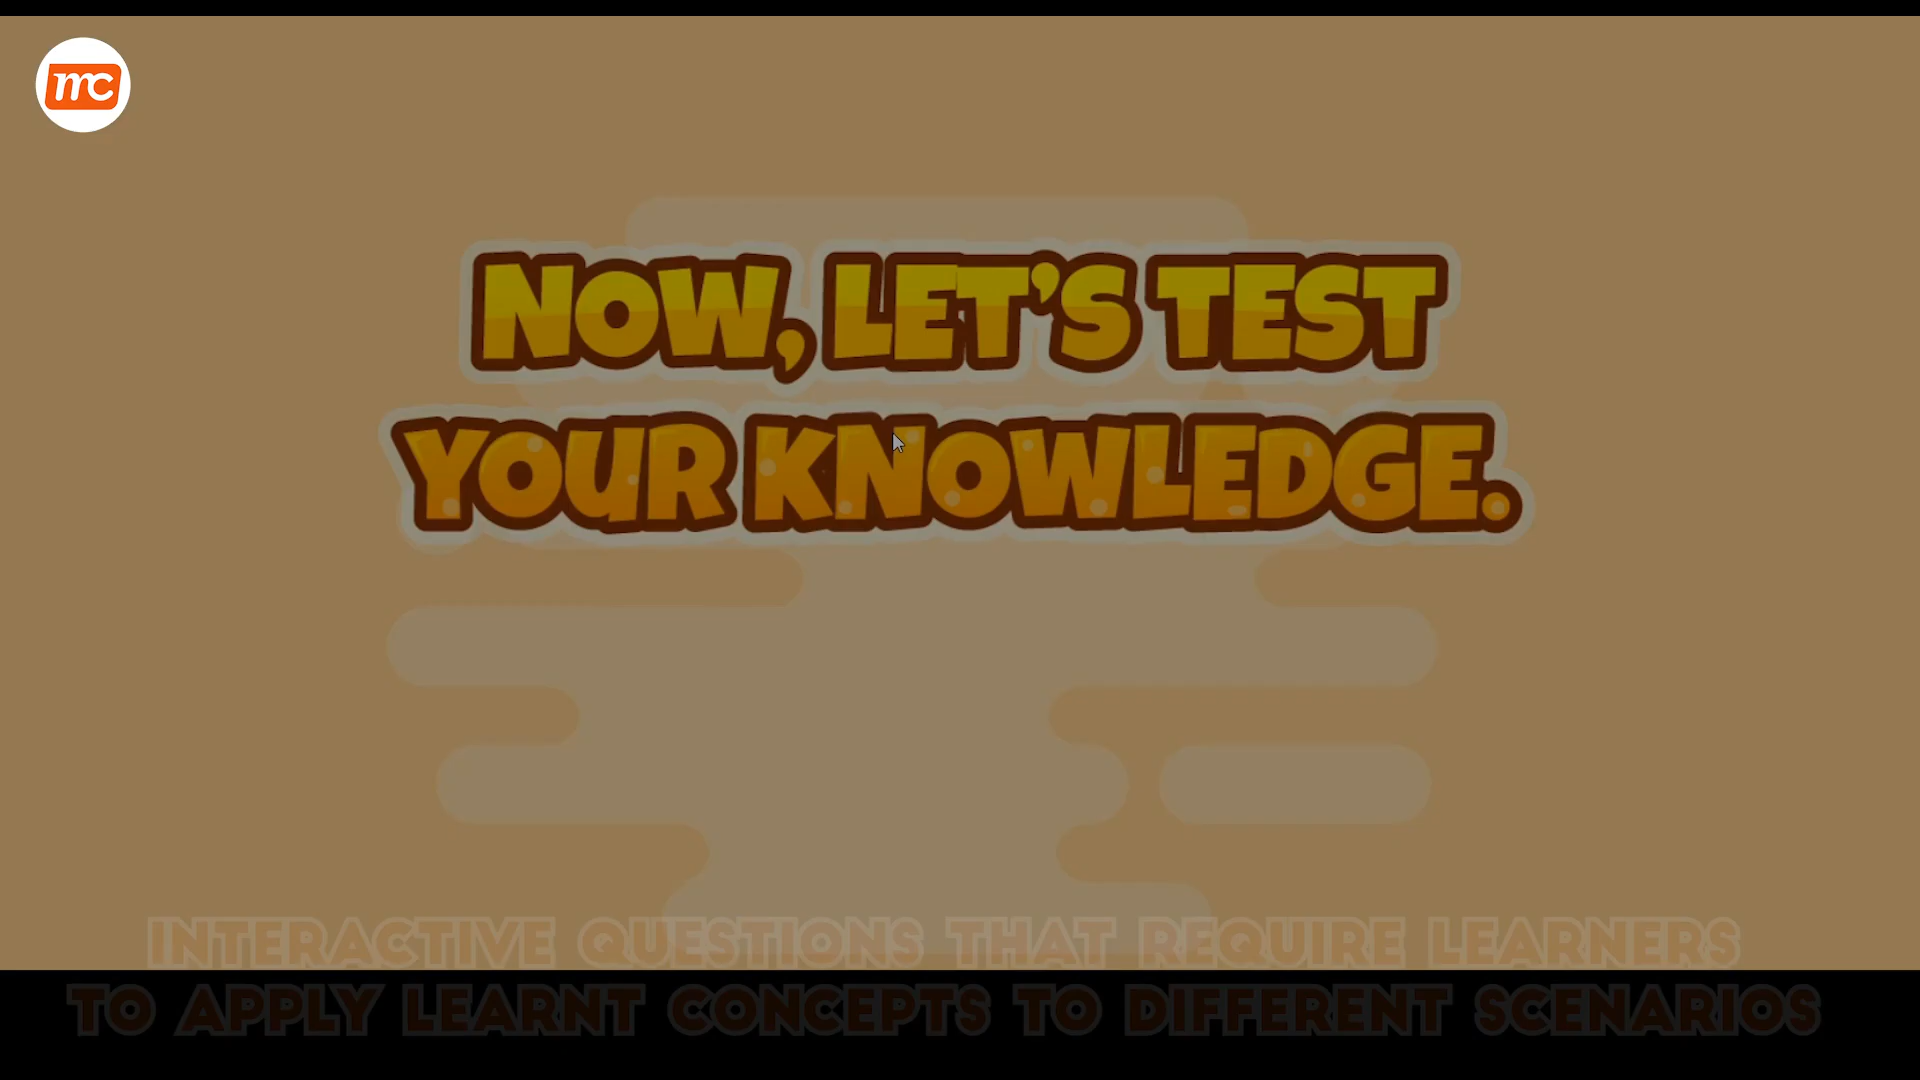 mc
NOW, LET'S TEST
YOUR KNOWLEDGE.
INTERACTIVE QUESTIONS THAT REQUIRE LEARNERS
TO APPLY LEARNT CONCEPTS TO DIFFERENT SCENARIOS